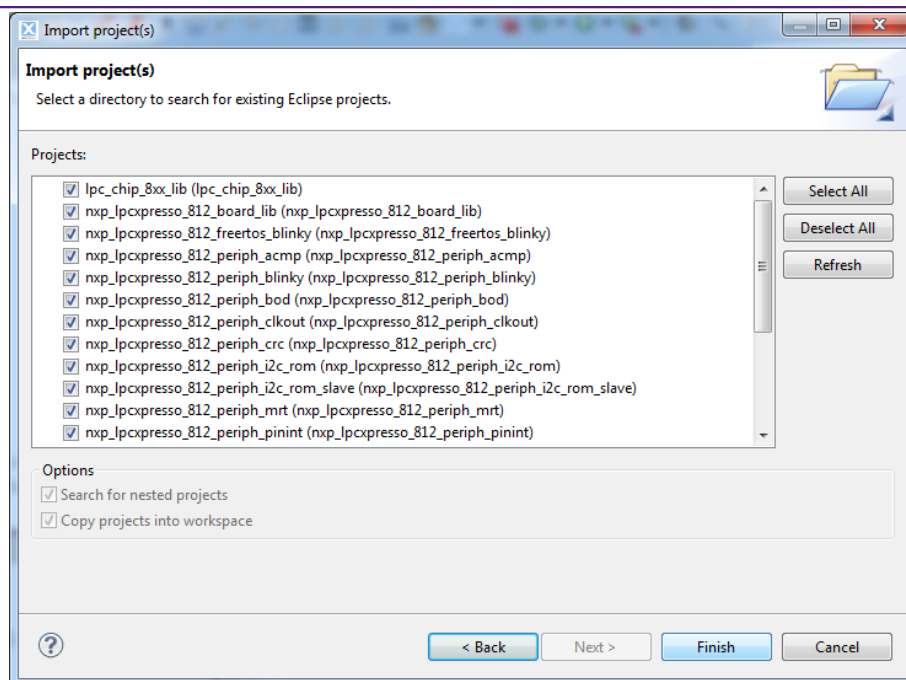 Import project(s)
Import project(s)
Select a directory to search for existing Eclipse projects.
Projects:
lpc_chip_8xx_lib (lpc_chip_8xx_lib)
nxp_lpcxpresso_812_board_lib (nxp_lpcxpresso_812_board_lib)
nxp_lpcxpresso_812_freertos_blinky (nxp_lpcxpresso_812_freertos_blinky)
nxp_lpcxpresso_812_periph_acmp (nxp_lpcxpresso_812_periph_acmp)
nxp_lpcxpresso_812_periph_blinky (nxp_lpcxpresso_812_periph_blinky)
nxp_lpcxpresso_812_periph_bod (nxp_lpcxpresso_812_periph_bod)
nxp_lpcxpresso_812_periph_clkout (nxp_lpcxpresso_812_periph_clkout)
nxp_lpcxpresso_812_periph_crc (nxp_lpcxpresso_812_periph_crc)
nxp_lpcxpresso_812_periph_i2c_rom (nxp_lpcxpresso_812_periph_i2c_rom)
nxp_lpcxpresso_812_periph_i2c_rom_slave (nxp_lpcxpresso_812_periph_i2c_rom_slave)
nxp_lpcxpresso_812_periph_mrt (nxp_lpcxpresso_812_periph_mrt)
nxp_lpcxpresso_812_periph_pinint (nxp_lpcxpresso_812_periph_pinint)
Select All
Deselect All
Refresh
Options
Search for nested projects
Copy projects into workspace
?
< Back
Next >
Finish
Cancel